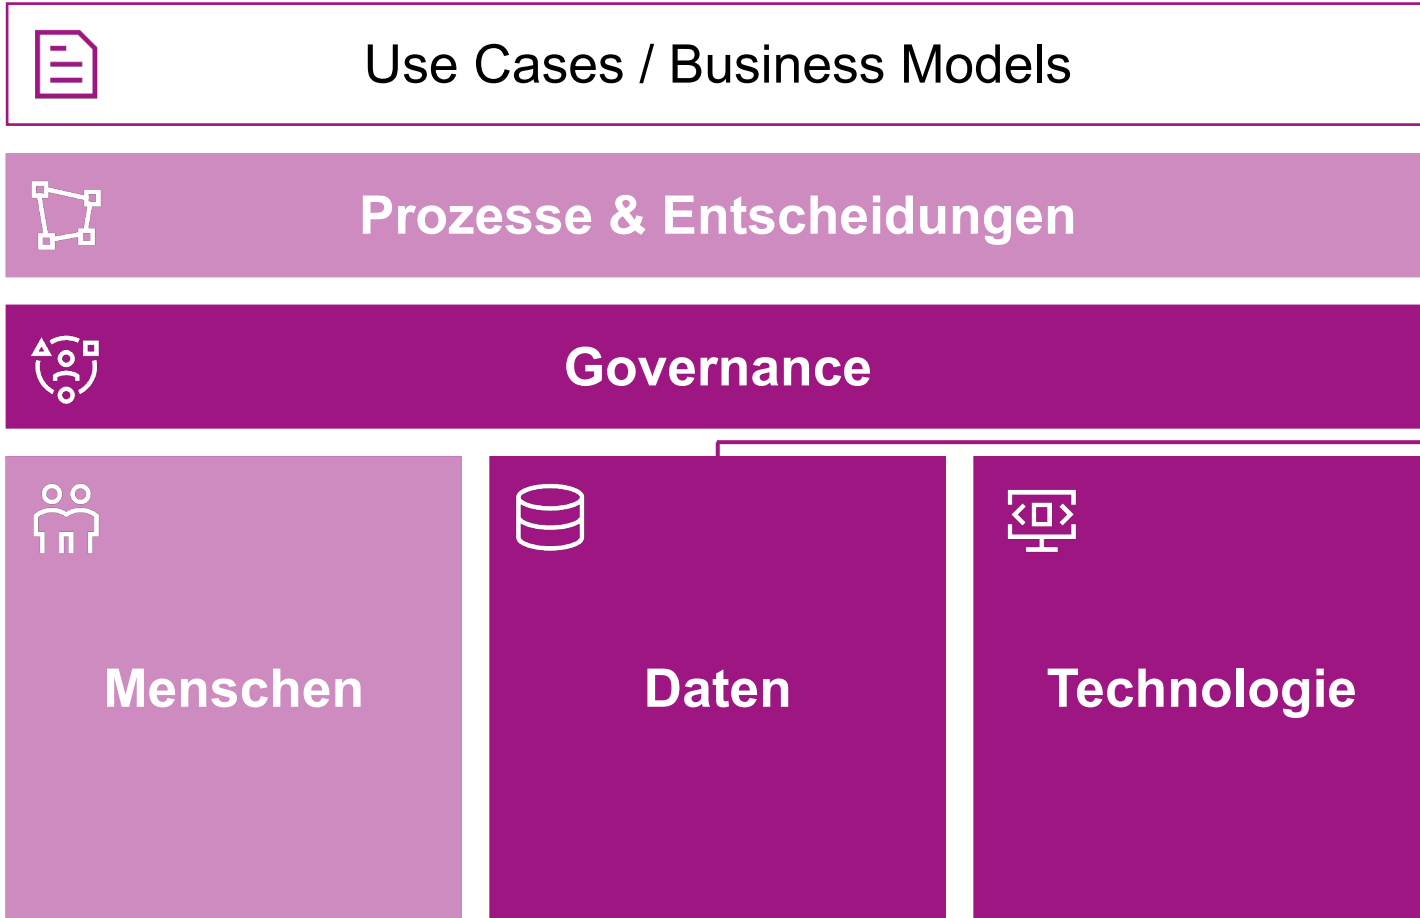 Use Cases / Business Models
Prozesse & Entscheidungen
Governance
Menschen
Daten
Technologie